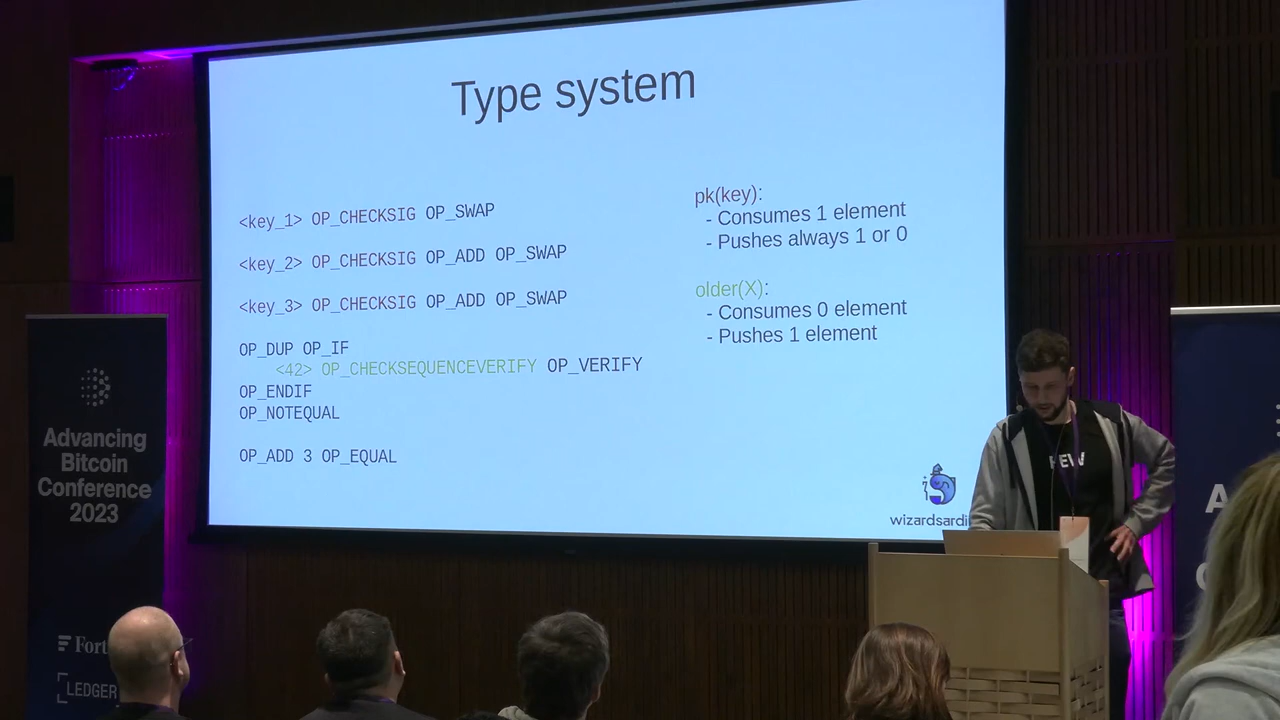 Type system
<key_1> OP_CHECKSIG OP_SWAP
<key_2> OP_CHECKSIG OP_ADD OP_SWAP
<key_3> OP_CHECKSIG OP_ADD OP_SWAP
OP_DUP OP_IF
<42> OP_CHECKSEQUENCEVERIFY OP_VERIFY
OP_ENDIF
OP_NOTEQUAL
OP_ADD 3 OP_EQUAL
pk(key):
- Consumes 1 element
- Pushes always 1 or 0
older(X):
- Consumes 0 element
- Pushes 1 element
wizardsardi
Advancing
Bitcoin
Conference
2023
LEDGER